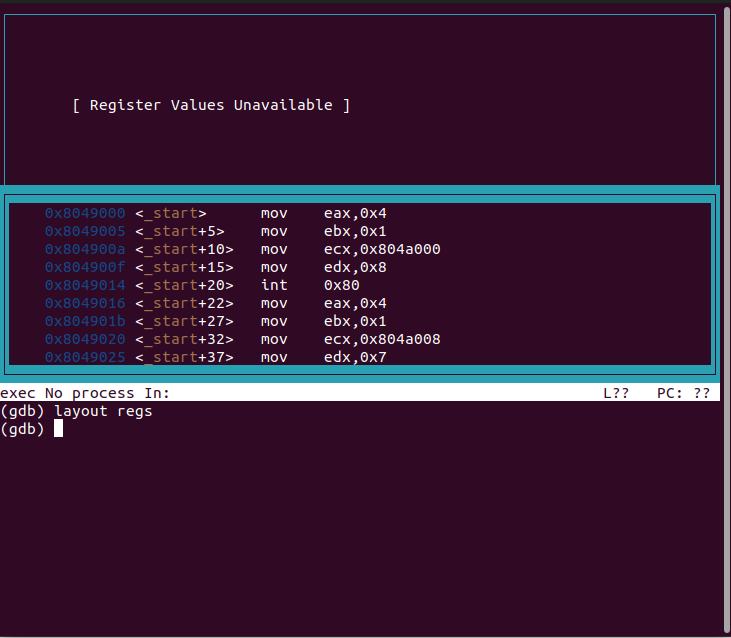 [ Register Values Unavailable ]
0x8049000 <_start> mov eax,0x4
0x8049005 <_start+5> mov ebx,0x1
0x804900a <_start+10> mov ecx,0x804a000
0x804900f <_start+15> mov edx,0x8
0x8049014 <_start+20> int 0x80
0x8049016 <_start+22> mov eax,0x4
0x804901b <_start+27> mov ebx,0x1
0x8049020 <_start+32> mov ecx,0x804a008
0x8049025 <_start+37> mov edx,0x7
exec No process In: L?? PC: ??
(gdb) layout regs
(gdb)